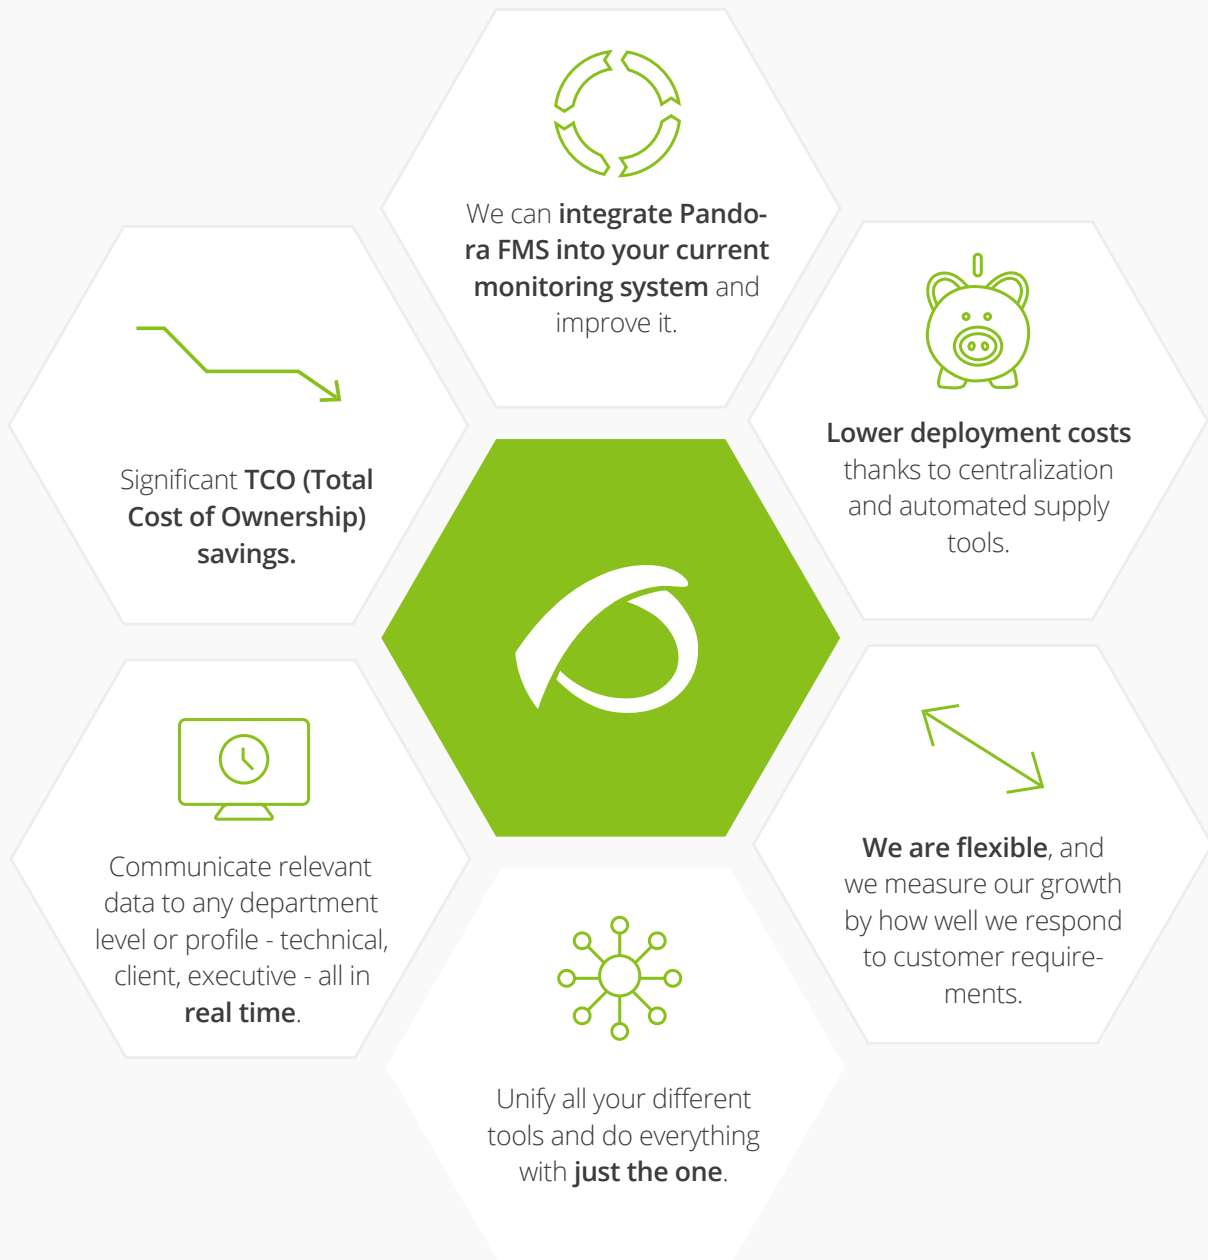 We can integrate Pando-
ra FMS into your current
monitoring system and
improve it.
Significant TCO (Total
Cost of Ownership)
savings.
Lower deployment costs
thanks to centralization
and automated supply
tools.
Communicate relevant
data to any department
level or profile - technical,
client, executive - all in
real time.
We are flexible, and
we measure our growth
by how well we respond
to customer require-
ments.
Unify all your different
tools and do everything
with just the one.